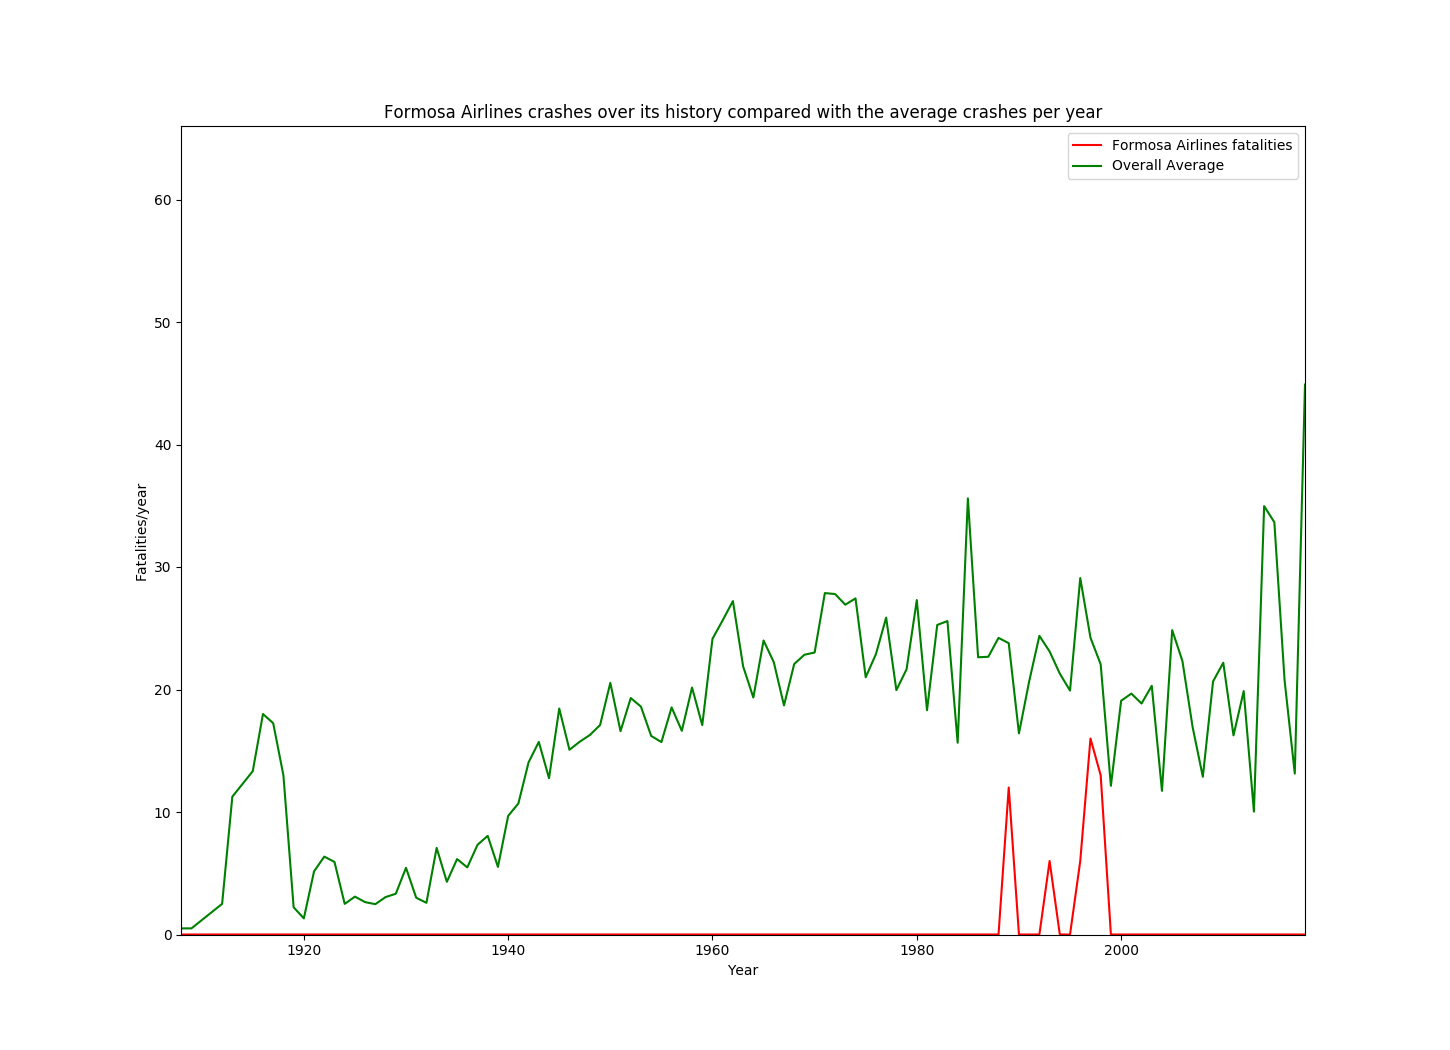 Formosa Airlines crashes over its history compared with the average crashes per year
Formosa Airlines fatalities
Overall Average
60
50
40
30
20
10
0
Fatalities/year
1920 1940 1960 1980 2000
Year